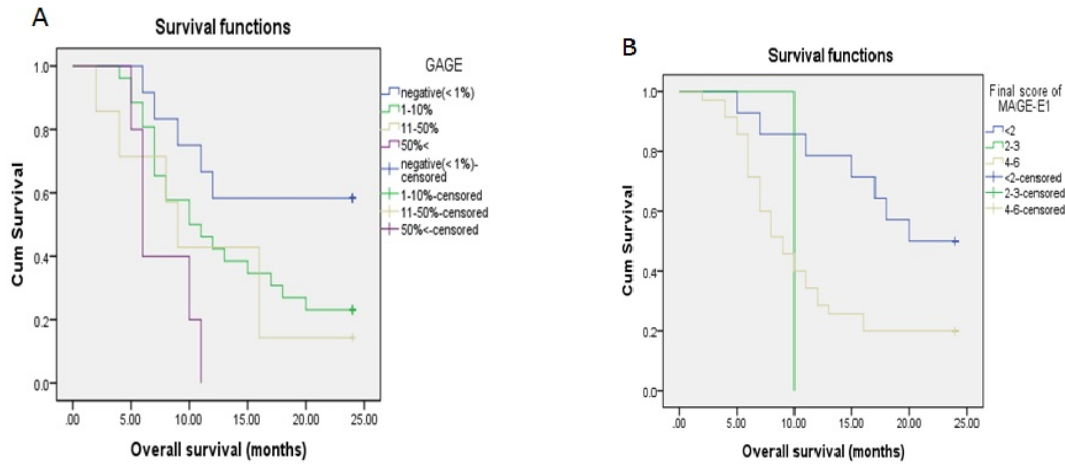 A
Survival functions
GAGE
negative(< 1%)
1-10%
11-50%
50%<
negative(< 1%)-
censored
1-10%-censored
11-50%-censored
50%<-censored
Cum Survival
1.0
0.8
0.6
0.4
0.2
0.0
.00
5.00
10.00
15.00
20.00
25.00
Overall survival (months)
B
Survival functions
Final score of
MAGE-E1
<2
2-3
4-6
<2-censored
2-3-censored
4-6-censored
Cum Survival
1.0
0.8
0.6
0.4
0.2
0.0
.00
5.00
10.00
15.00
20.00
25.00
Overall survival (months)